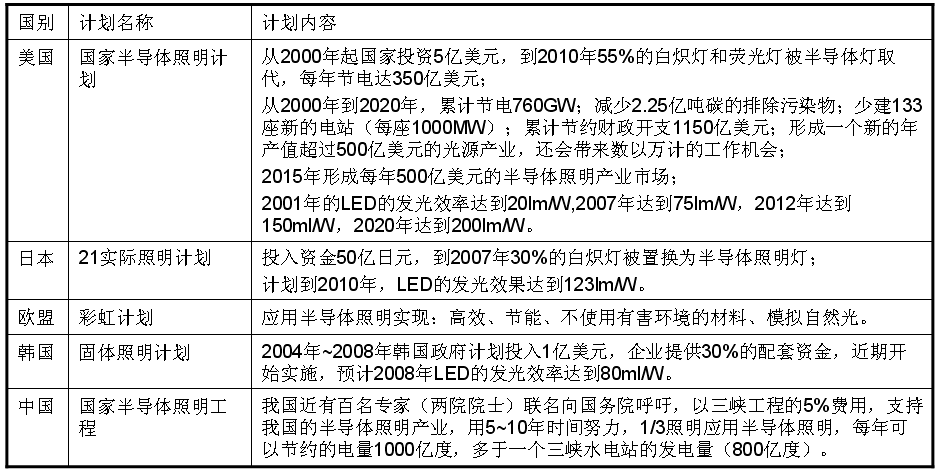 国别 计划名称 计划内容
美国 国家半导体照明计划
从2000年起国家投资5亿美元，到2010年55%的白炽灯和荧光灯被半导体灯取
代，每年节电达350亿美元；
从2000年到2020年，累计节电760GW；减少2.25亿吨碳的排除污染物；少建133
座新的电站（每座1000MW）；累计节约财政开支1150亿美元；形成一个新的年
产值超过500亿美元的光源产业，还会带来数以万计的工作机会；
2015年形成每年500亿美元的半导体照明产业市场；
2001年的LED的发光效率达到20lm/W,2007年达到75lm/W，2012年达到
150ml/W，2020年达到200lm/W。
日本 21实际照明计划 投入资金50亿日元，到2007年30%的白炽灯被置换为半导体照明灯；
计划到2010年，LED的发光效果达到123lm/W。
欧盟 彩虹计划 应用半导体照明实现：高效、节能、不使用有害环境的材料、模拟自然光。
韩国 固体照明计划 2004年~2008年韩国政府计划投入1亿美元，企业提供30%的配套资金，近期开
始实施，预计2008年LED的发光效率达到80ml/W。
中国 国家半导体照明工程
我国近有百名专家（两院院士）联名向国务院呼吁，以三峡工程的5%费用，支持
我国的半导体照明产业，用5~10年时间努力，1/3照明应用半导体照明，每年可
以节约的电量1000亿度，多于一个三峡水电站的发电量（800亿度）。